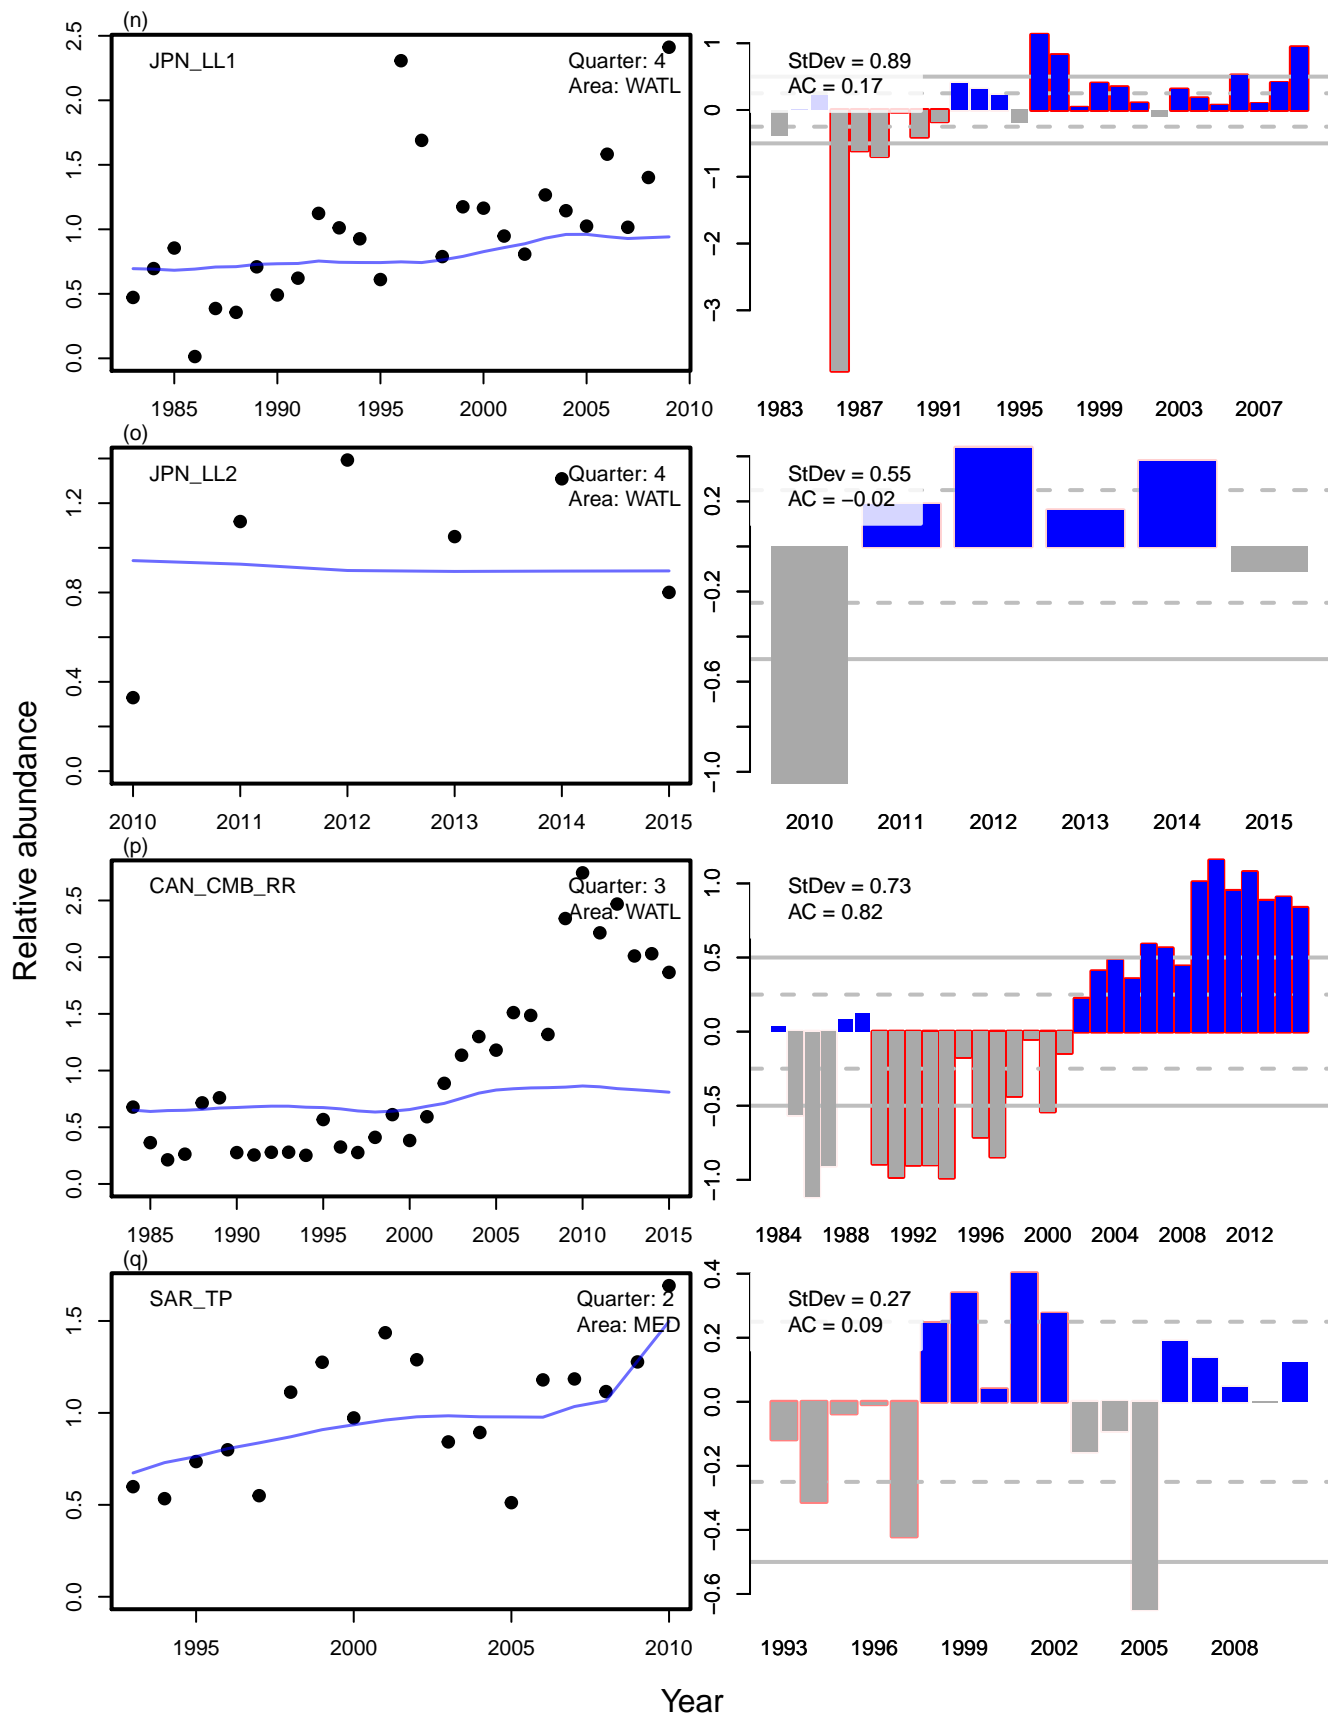 (n)
JPN_LL1
Quarter: 4
Area: WATL
0.0 0.5 1.0 1.5 2.0 2.5
1985 1990 1995 2000 2005 2010
StDev = 0.89
AC = 0.17
−3 −2 −1 0 1
1983 1987 1991 1995 1999 2003 2007
(o)
JPN_LL2
Quarter: 4
Area: WATL
0.0 0.4 0.8 1.2
2010 2011 2012 2013 2014 2015
StDev = 0.55
AC = −0.02
−1.0 −0.6 −0.2 0.2
2010 2011 2012 2013 2014 2015
(p)
CAN_CMB_RR
Quarter: 3
Area: WATL
0.0 0.5 1.0 1.5 2.0 2.5
1985 1990 1995 2000 2005 2010 2015
StDev = 0.73
AC = 0.82
−1.0 −0.5 0.0 0.5 1.0
1984 1988 1992 1996 2000 2004 2008 2012
(q)
SAR_TP
Quarter: 2
Area: MED
0.0 0.5 1.0 1.5
1995 2000 2005 2010
StDev = 0.27
AC = 0.09
−0.6 −0.4 −0.2 0.0 0.2 0.4
1993 1996 1999 2002 2005 2008
Relative abundance
Year